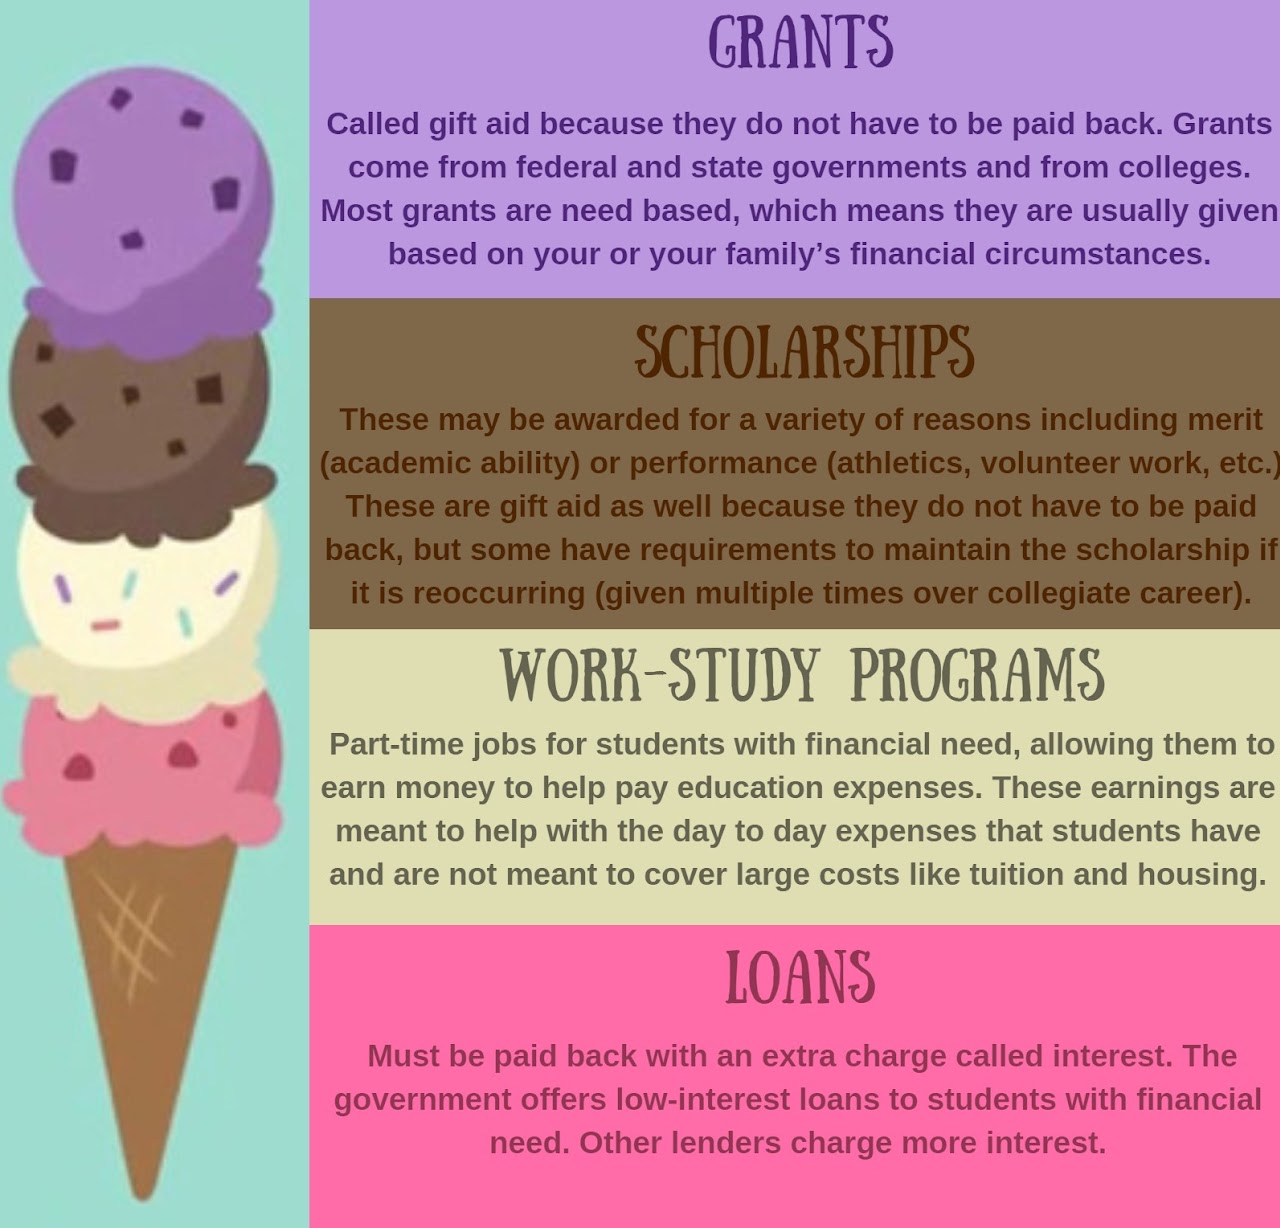 GRANTS
Called gift aid because they do not have to be paid back. Grants
come from federal and state governments and from colleges.
Most grants are need based, which means they are usually given
based on your or your family’s financial circumstances.
SCHOLARSHIPS
These may be awarded for a variety of reasons including merit
(academic ability) or performance (athletics, volunteer work, etc.)
These are gift aid as well because they do not have to be paid
back, but some have requirements to maintain the scholarship if
it is reoccurring (given multiple times over collegiate career).
WORK-STUDY PROGRAMS
Part-time jobs for students with financial need, allowing them to
earn money to help pay education expenses. These earnings are
meant to help with the day to day expenses that students have
and are not meant to cover large costs like tuition and housing.
LOANS
Must be paid back with an extra charge called interest. The
government offers low-interest loans to students with financial
need. Other lenders charge more interest.